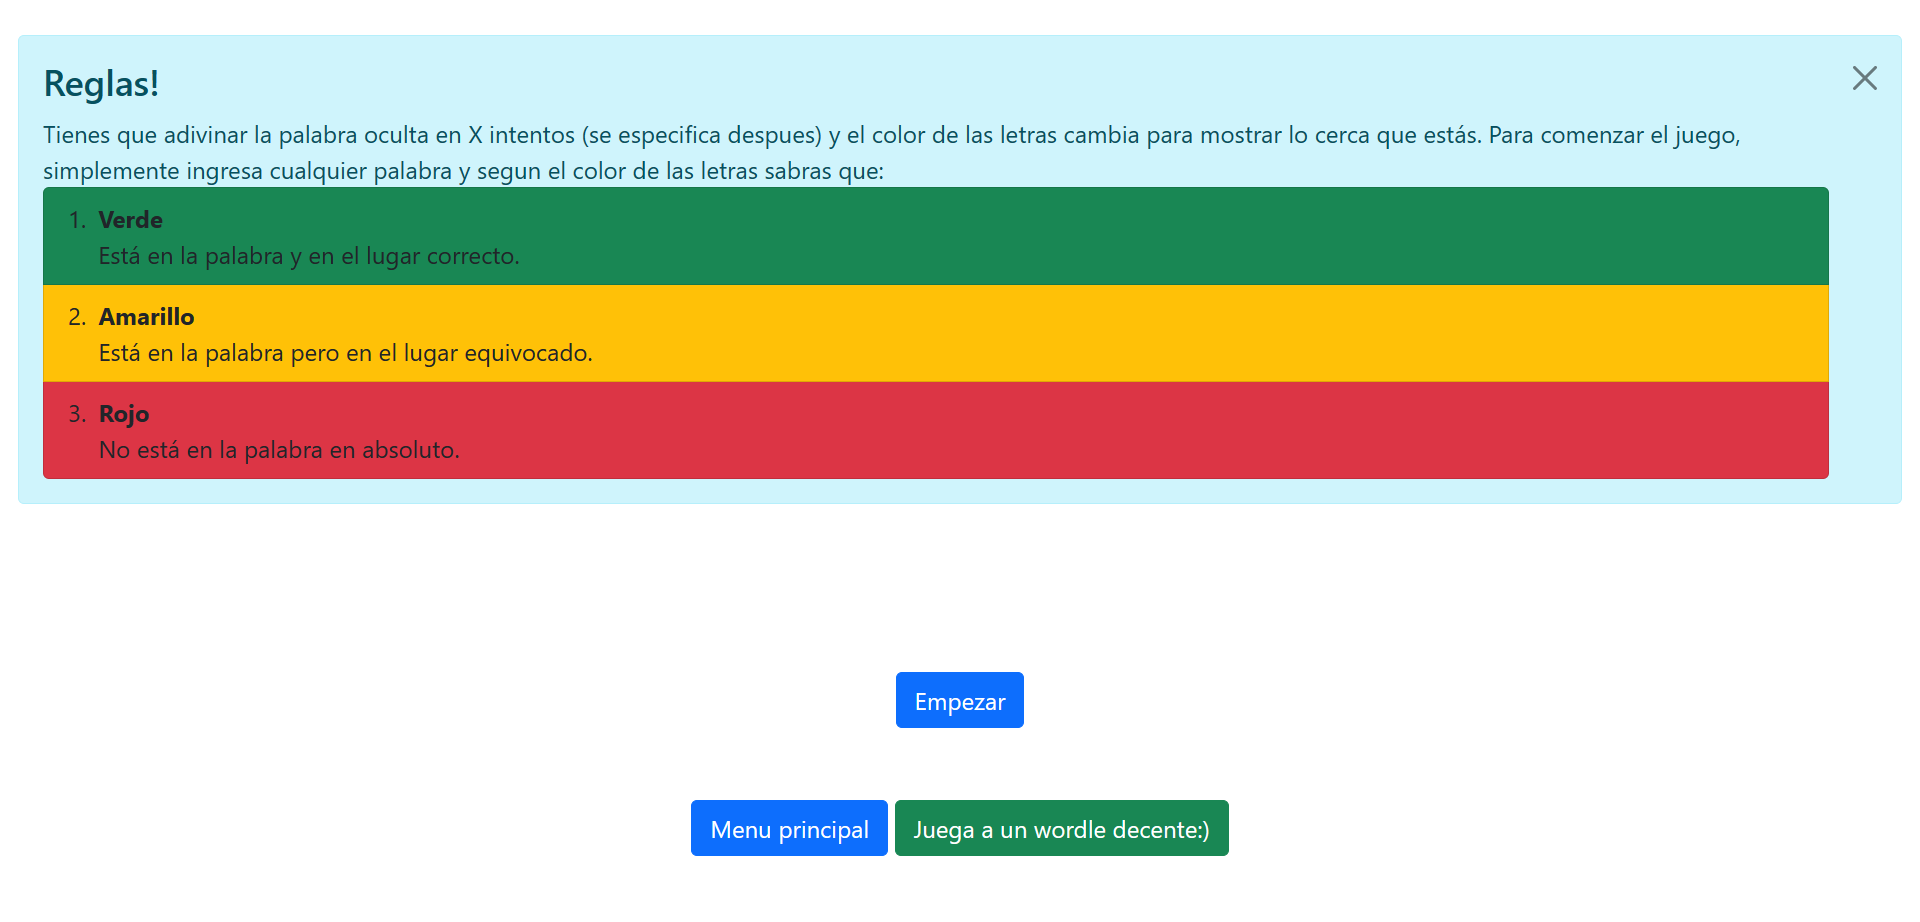 Reglas!
Tienes que adivinar la palabra oculta en X intentos (se especifica despues) y el color de las letras cambia para mostrar lo cerca que estás. Para comenzar el juego,
simplemente ingresa cualquier palabra y segun el color de las letras sabras que:
1. Verde
Está en la palabra y en el lugar correcto.
2. Amarillo
Está en la palabra pero en el lugar equivocado.
3. Rojo
No está en la palabra en absoluto.
Empezar
Menu principal
Juega a un wordle decente:)